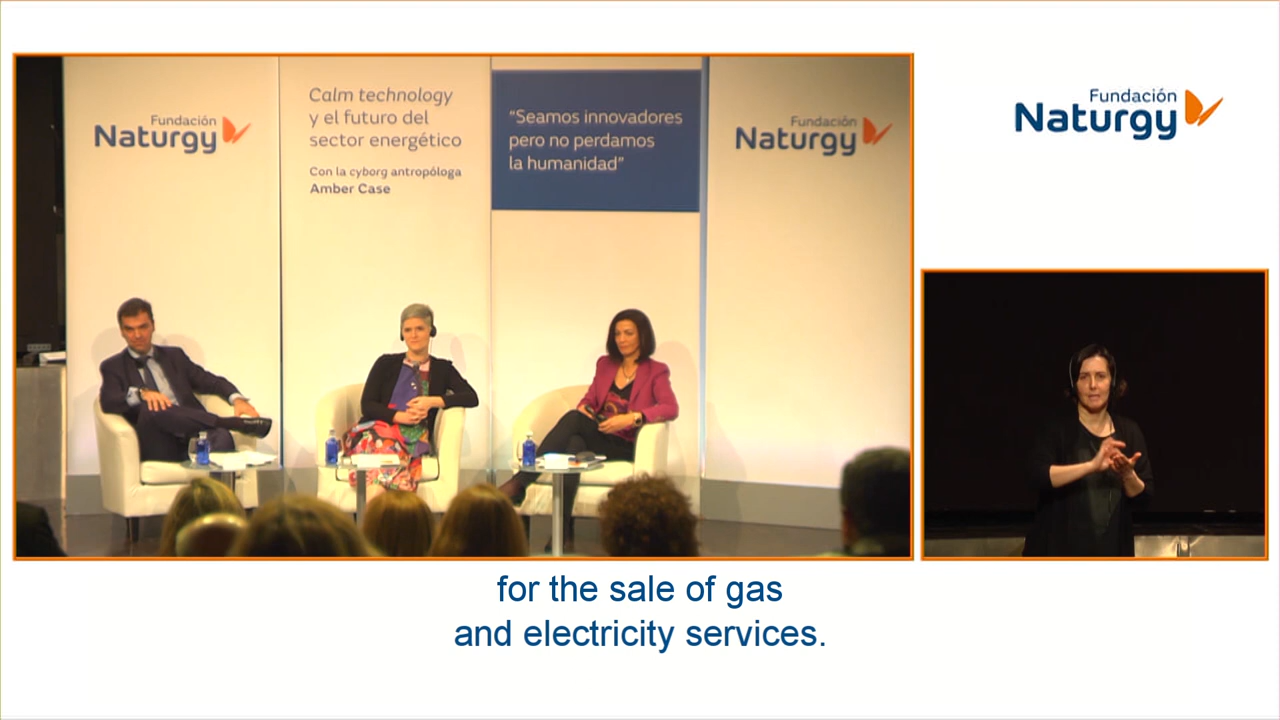 Fundación
Naturgy
Calm technology
y el futuro del
sector energético
Con la cyborg antropóloga
Amber Case
“Seamos innovadores
pero no perdamos
la humanidad”
Fundación
Naturgy
Fundación
Naturgy
for the sale of gas
and electricity services.